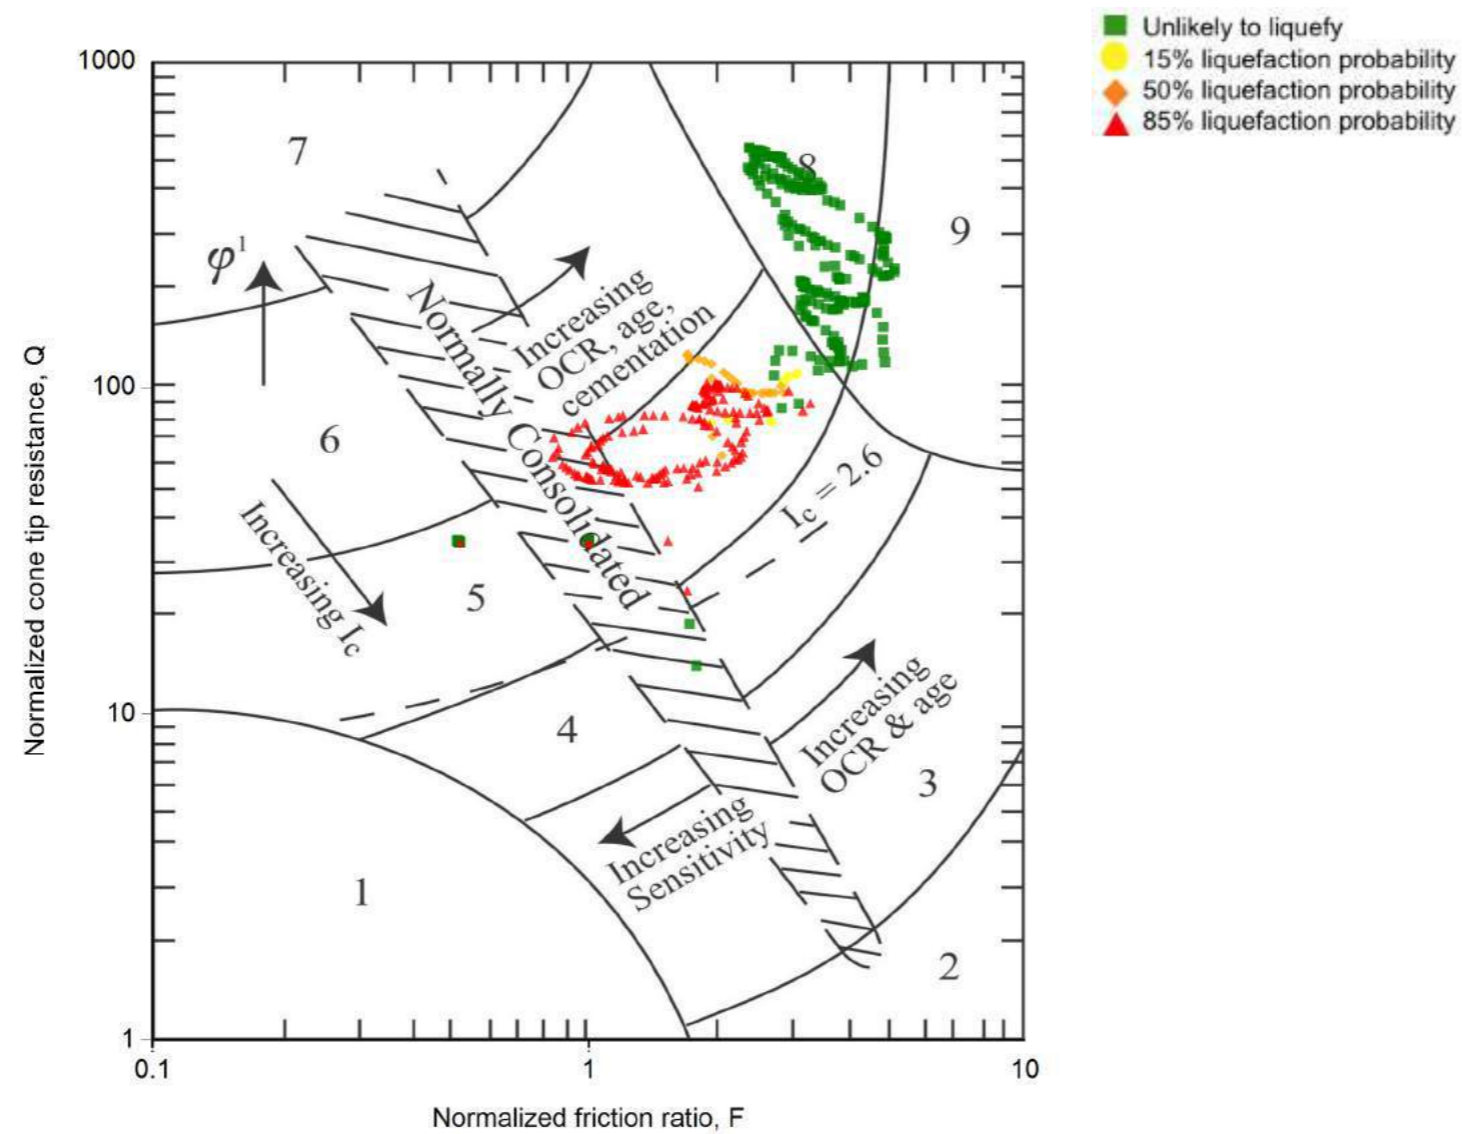 Unlikely to liquefy
15% liquefaction probability
50% liquefaction probability
85% liquefaction probability
1000
100
10
1
0.1
1
10
Normalized cone tip resistance, Q
Normalized friction ratio, F
7
8
9
φ1
6
5
4
3
1
2
Normally Consolidated
Increasing
OCR, age,
cementation
Ic = 2.6
Increasing Ic
Increasing
OCR & age
Increasing
Sensitivity